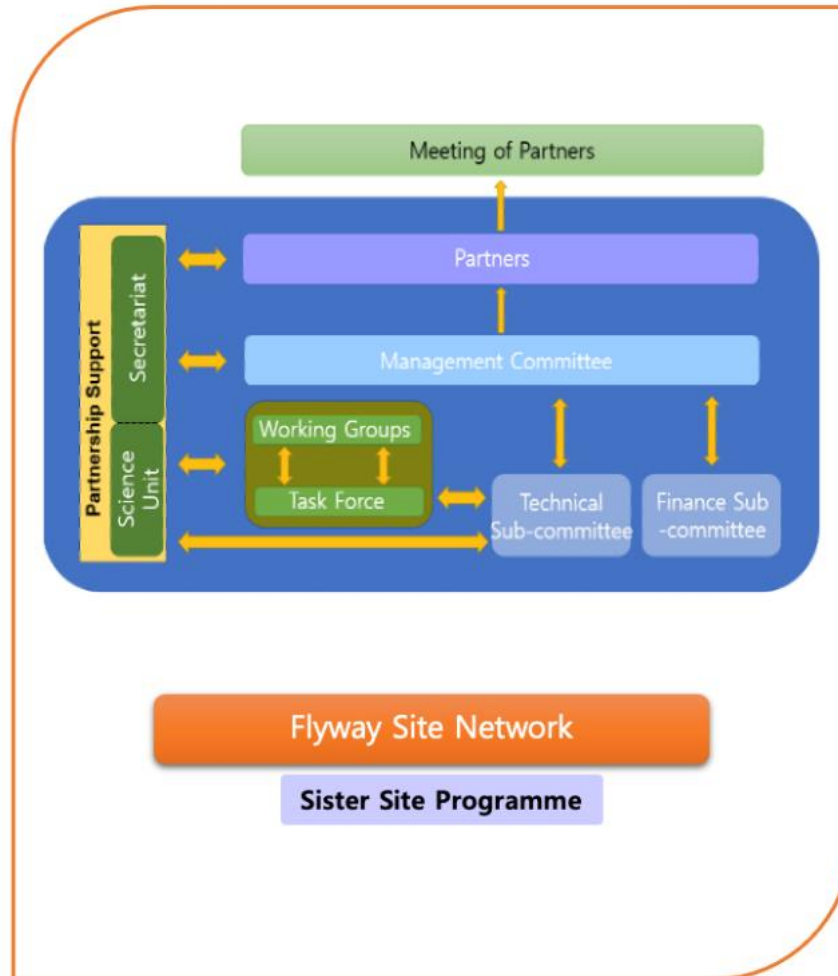 Meeting of Partners
Partnership Support
Secretariat
Science
Unit
Partners
Management Committee
Working Groups
Task Force
Technical
Sub-committee
Finance Sub
-committee
Flyway Site Network
Sister Site Programme